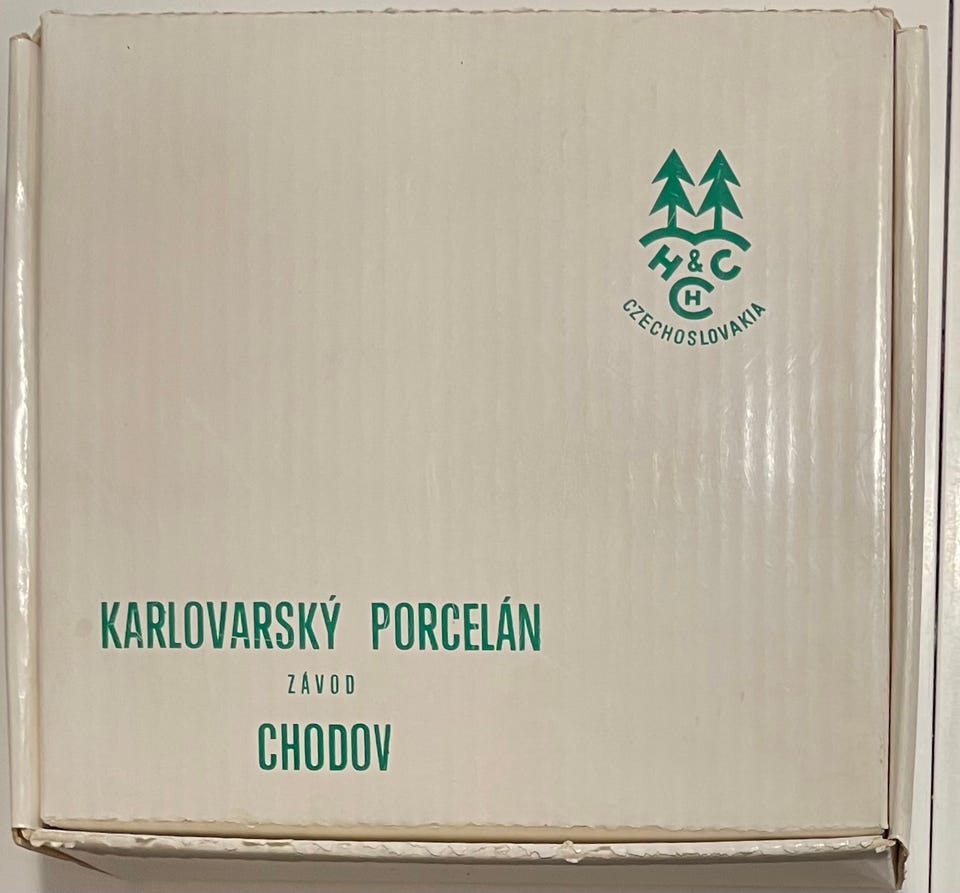 H & C
CH
CZECHOSLOVAKIA
KARLOVARSKÝ PORCELÁN
ZÁVOD
CHODOV